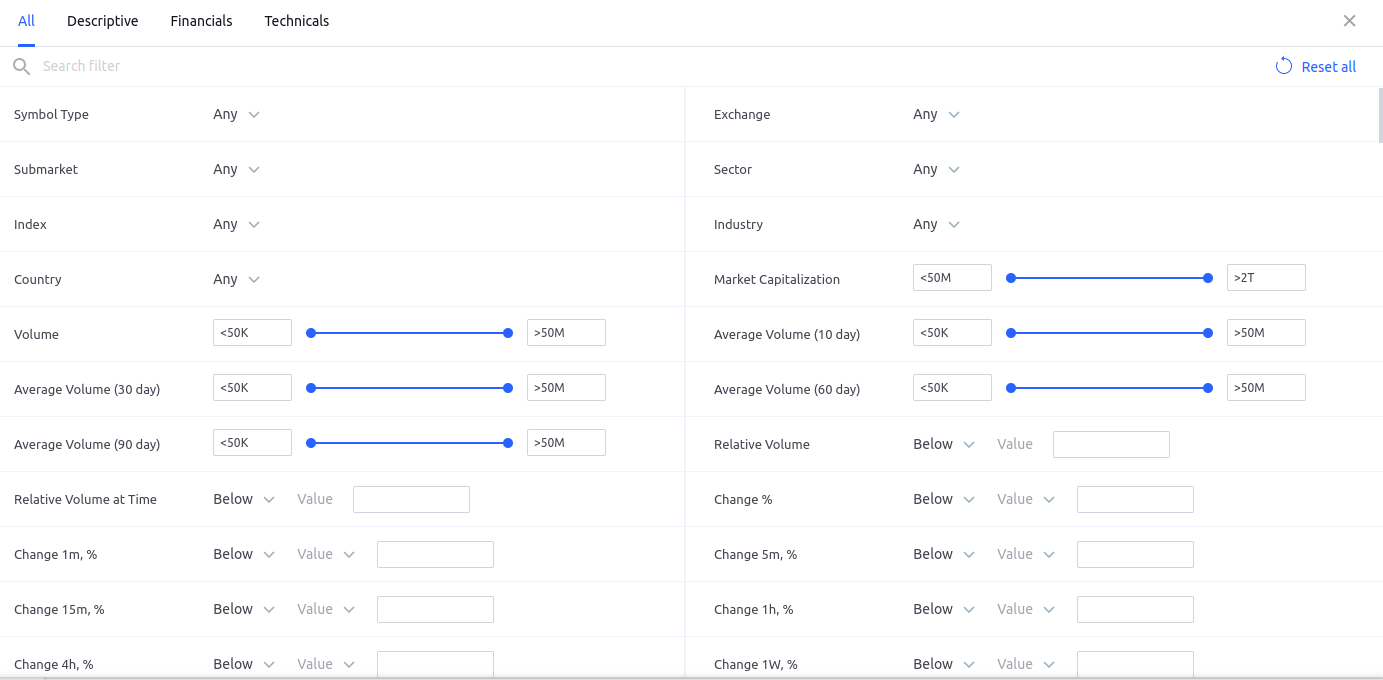 All Descriptive Financials Technicals
Search filter Reset all
Symbol Type Any Exchange Any
Submarket Any Sector Any
Index Any Industry Any
Country Any Market Capitalization <50M >2T
Volume <50K >50M Average Volume (10 day) <50K >50M
Average Volume (30 day) <50K >50M Average Volume (60 day) <50K >50M
Average Volume (90 day) <50K >50M Relative Volume Below Value
Relative Volume at Time Below Value Change % Below Value
Change 1m, % Below Value Change 5m, % Below Value
Change 15m, % Below Value Change 1h, % Below Value
Change 4h, % Below Value Change 1W, % Below Value